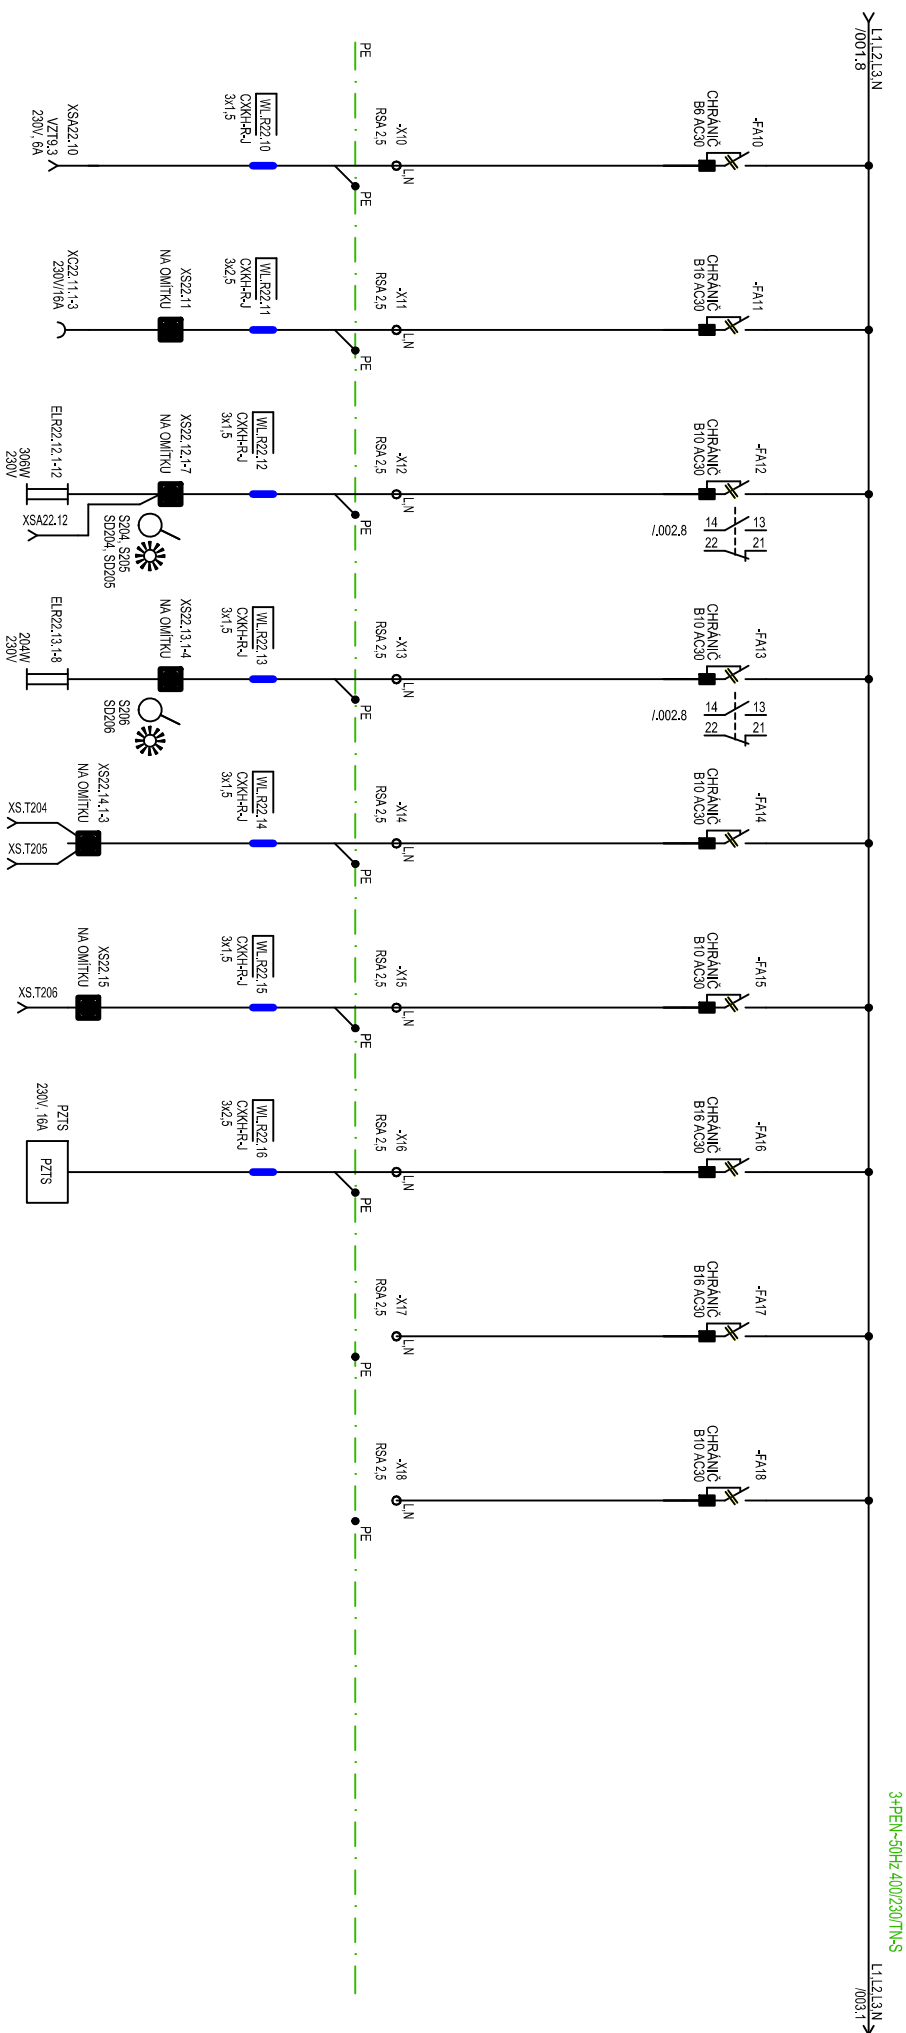 L1,L2,L3,N
/001.8
3+PEN~50Hz 400/230/TN-S
L1,L2,L3,N
/003.1
-FA10
CHRÁNIČ
B6 AC30
-X10
RSA 2,5
L,N
PE
PE
WL.R22.10
CXKH-R-J
3x1,5
XSA22.10
VZT9.3
230V, 6A
-FA11
CHRÁNIČ
B16 AC30
-X11
RSA 2,5
L,N
PE
WL.R22.11
CXKH-R-J
3x2,5
XS22.11
NA OMÍTKU
XC22.11.1-3
230V/16A
-FA12
CHRÁNIČ
B10 AC30
13
14
21
22
/.002.8
-X12
RSA 2,5
L,N
PE
WL.R22.12
CXKH-R-J
3x1,5
XS22.12.1-7
NA OMÍTKU
S204, S205
SD204, SD205
ELR22.12.1-12
306W
230V
XSA22.12
-FA13
CHRÁNIČ
B10 AC30
13
14
21
22
/.002.8
-X13
RSA 2,5
L,N
PE
WL.R22.13
CXKH-R-J
3x1,5
XS22.13.1-4
NA OMÍTKU
S206
SD206
ELR22.13.1-8
204W
230V
-FA14
CHRÁNIČ
B10 AC30
-X14
RSA 2,5
L,N
PE
WL.R22.14
CXKH-R-J
3x1,5
XS22.14.1-3
NA OMÍTKU
XS.T204
XS.T205
-FA15
CHRÁNIČ
B10 AC30
-X15
RSA 2,5
L,N
PE
WL.R22.15
CXKH-R-J
3x1,5
XS22.15
NA OMÍTKU
XS.T206
-FA16
CHRÁNIČ
B16 AC30
-X16
RSA 2,5
L,N
PE
WL.R22.16
CXKH-R-J
3x2,5
PZTS
230V, 16A
PZTS
-FA17
CHRÁNIČ
B16 AC30
-X17
RSA 2,5
L,N
PE
-FA18
CHRÁNIČ
B10 AC30
-X18
RSA 2,5
L,N
PE